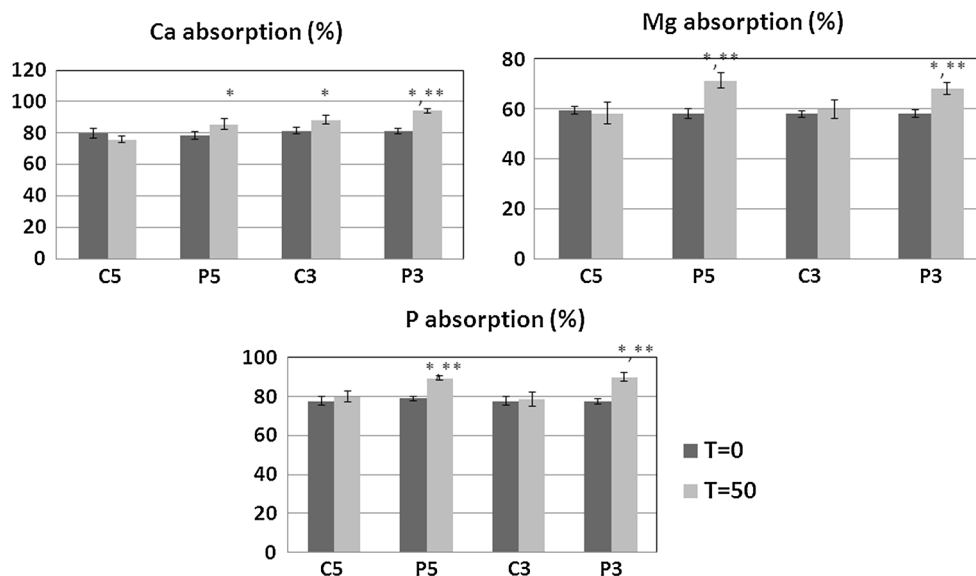 Ca absorption (%)
120
100
80
60
40
20
0
* * *,**
C5 P5 C3 P3
Mg absorption (%)
80
60
40
20
0
*,** *,**
C5 P5 C3 P3
P absorption (%)
100
80
60
40
20
0
*,** *,**
C5 P5 C3 P3
T=0
T=50